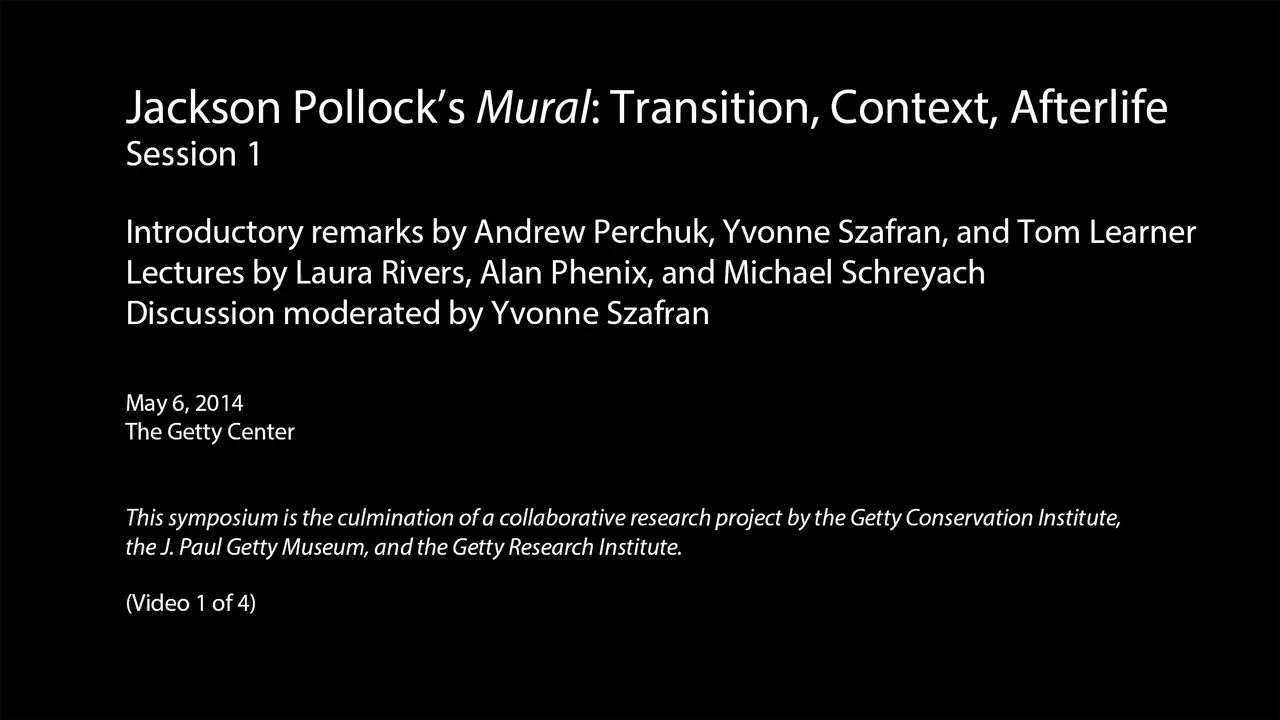 Jackson Pollock’s Mural: Transition, Context, Afterlife
Session 1
Introductory remarks by Andrew Perchuk, Yvonne Szafran, and Tom Learner
Lectures by Laura Rivers, Alan Phenix, and Michael Schreyach
Discussion moderated by Yvonne Szafran
May 6, 2014
The Getty Center
This symposium is the culmination of a collaborative research project by the Getty Conservation Institute,
the J. Paul Getty Museum, and the Getty Research Institute.
(Video 1 of 4)